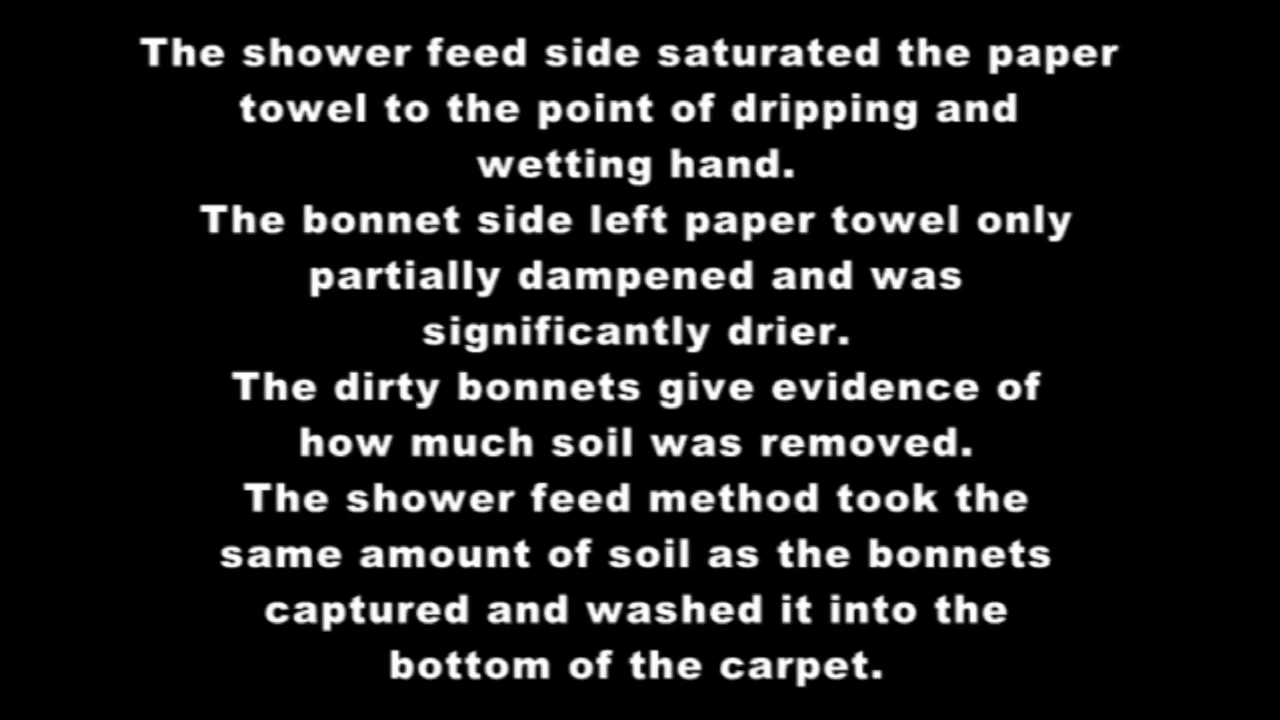 The shower feed side saturated the paper
towel to the point of dripping and
wetting hand.
The bonnet side left paper towel only
partially dampened and was
significantly drier.
The dirty bonnets give evidence of
how much soil was removed.
The shower feed method took the
same amount of soil as the bonnets
captured and washed it into the
bottom of the carpet.